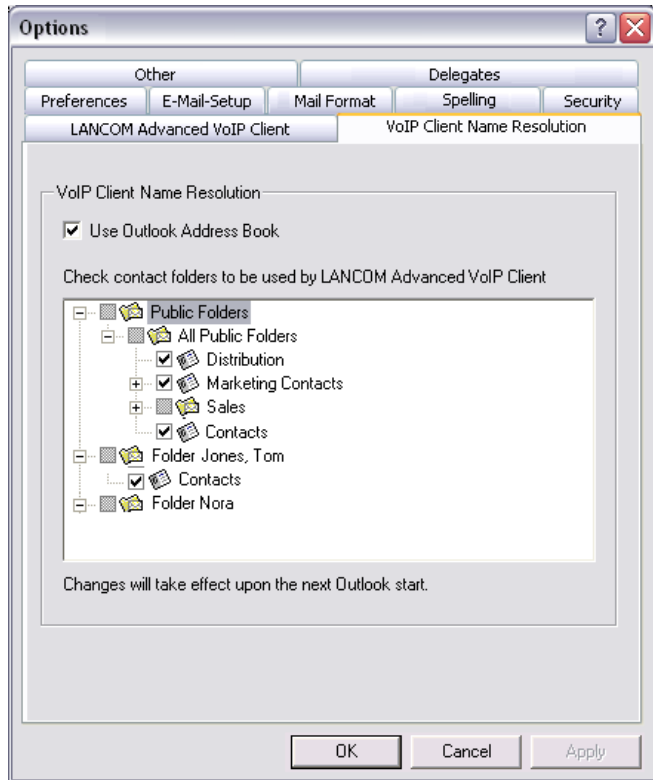 Options
Other Delegates
Preferences E-Mail-Setup Mail Format Spelling Security
LANCOM Advanced VoIP Client VoIP Client Name Resolution
VoIP Client Name Resolution
Use Outlook Address Book
Check contact folders to be used by LANCOM Advanced VoIP Client
Public Folders
All Public Folders
Distribution
Marketing Contacts
Sales
Contacts
Folder Jones, Tom
Contacts
Folder Nora
Changes will take effect upon the next Outlook start.
OK Cancel Apply